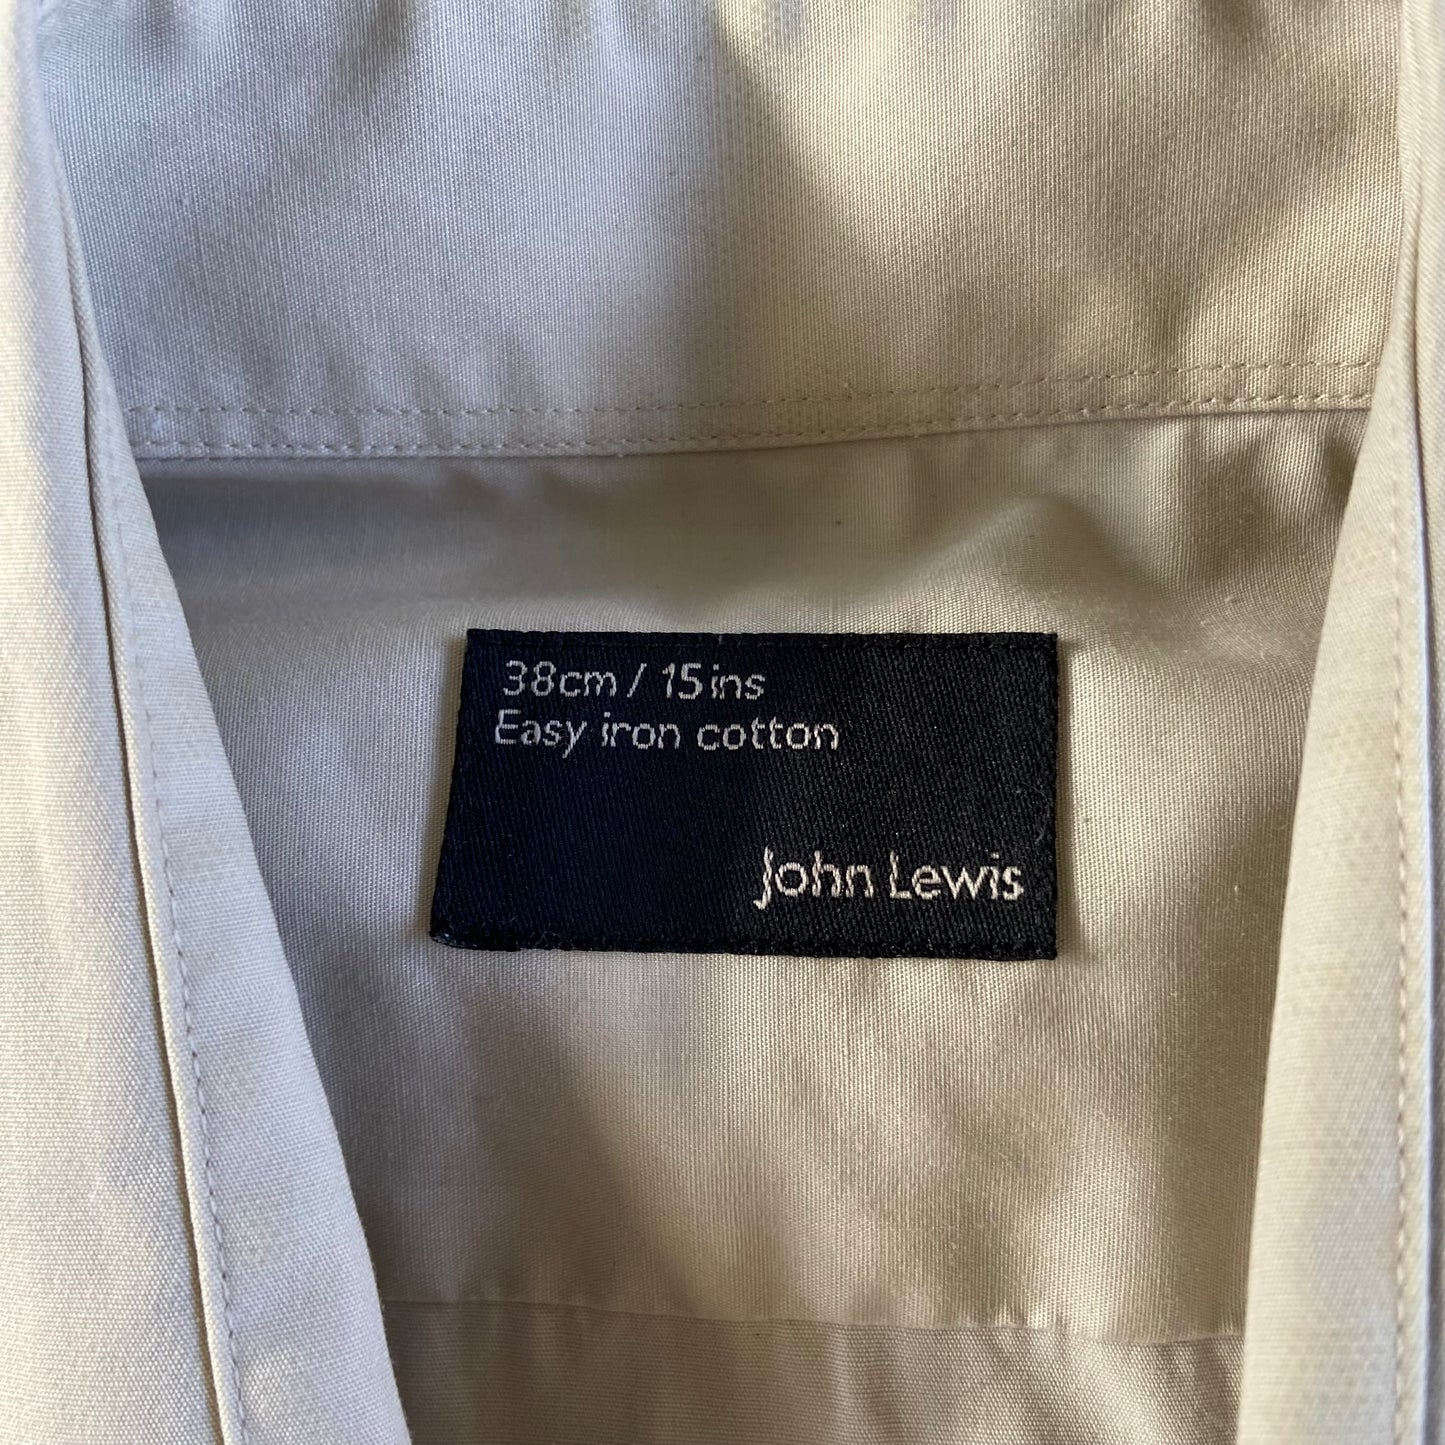 38cm / 15ins
Easy iron cotton
John Lewis